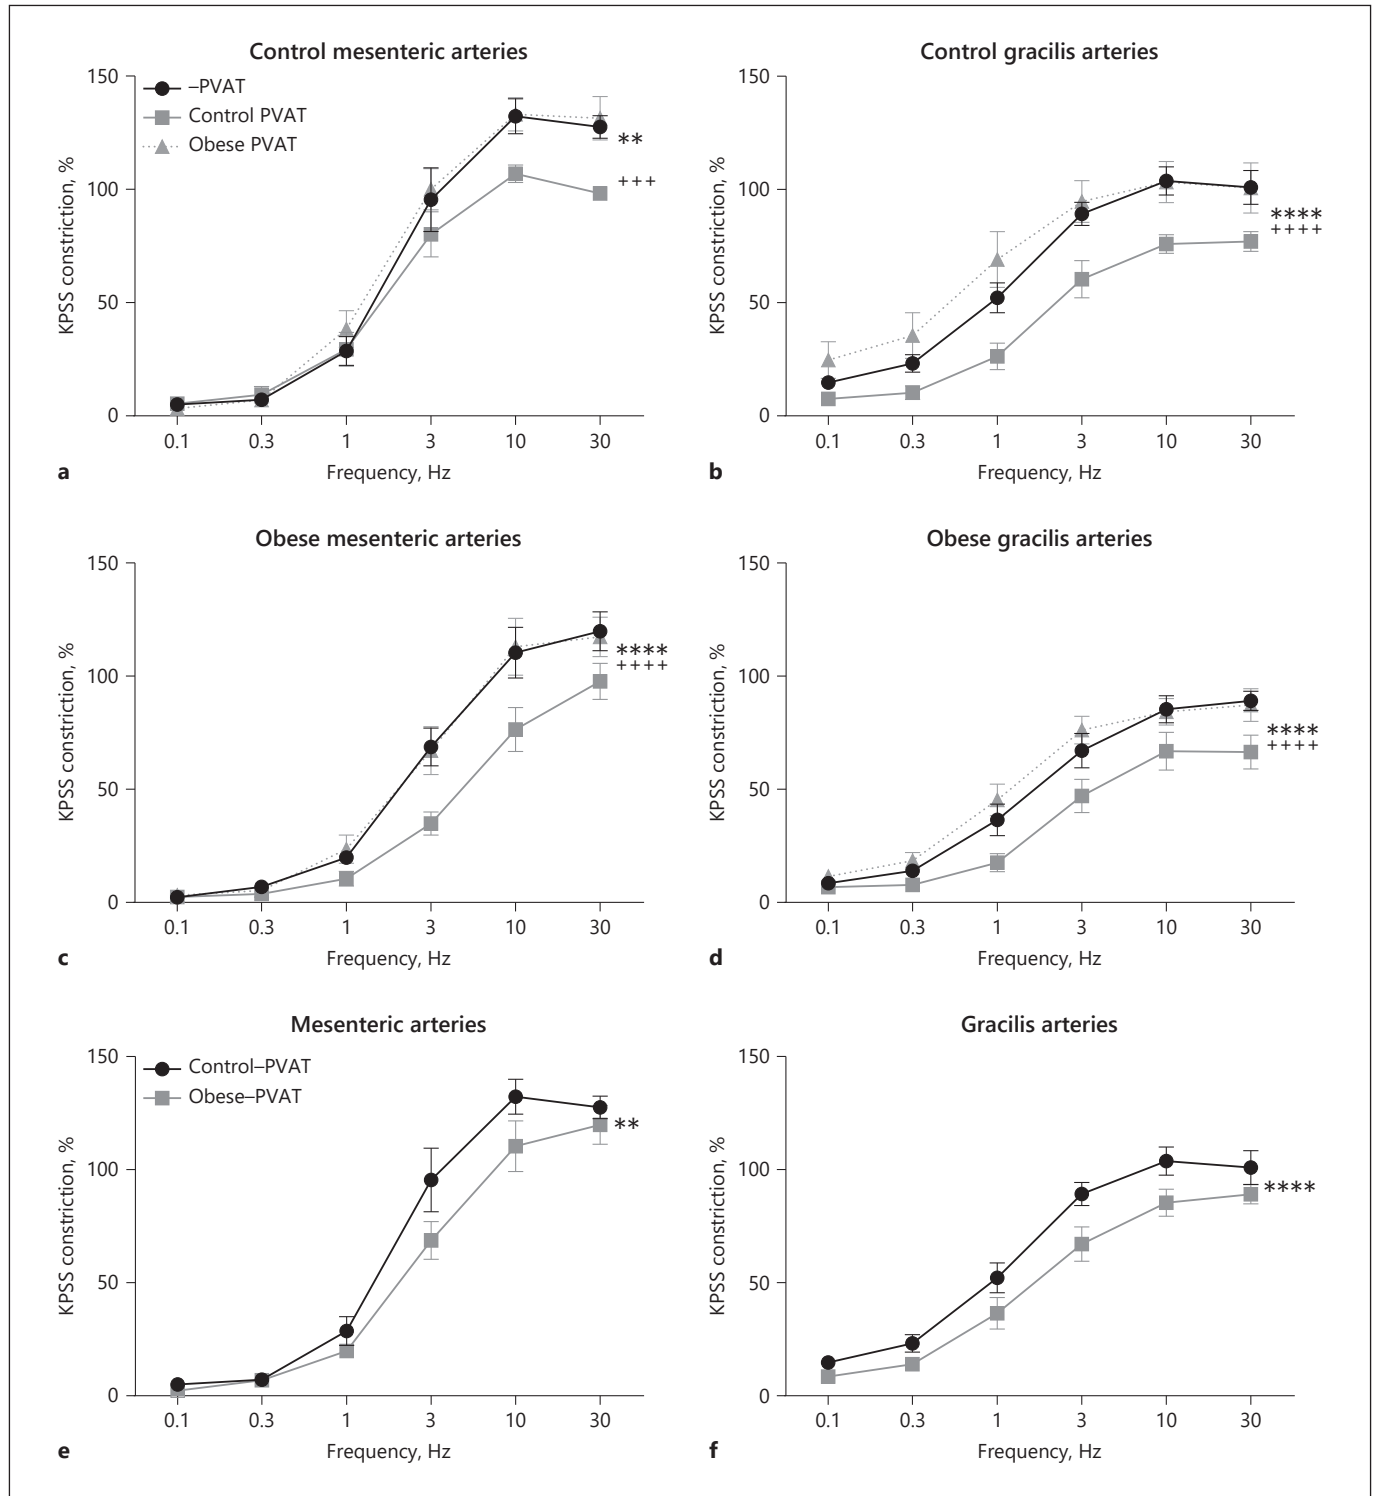 Control mesenteric arteries
150
100
50
0
KPSS constriction, %
–PVAT
Control PVAT
Obese PVAT
**
+++
0.1 0.3 1 3 10 30
Frequency, Hz
a
Control gracilis arteries
150
100
50
0
KPSS constriction, %
****
++++
0.1 0.3 1 3 10 30
Frequency, Hz
b
Obese mesenteric arteries
150
100
50
0
KPSS constriction, %
****
++++
0.1 0.3 1 3 10 30
Frequency, Hz
c
Obese gracilis arteries
150
100
50
0
KPSS constriction, %
****
++++
0.1 0.3 1 3 10 30
Frequency, Hz
d
Mesenteric arteries
150
100
50
0
KPSS constriction, %
Control–PVAT
Obese–PVAT
**
0.1 0.3 1 3 10 30
Frequency, Hz
e
Gracilis arteries
150
100
50
0
KPSS constriction, %
****
0.1 0.3 1 3 10 30
Frequency, Hz
f